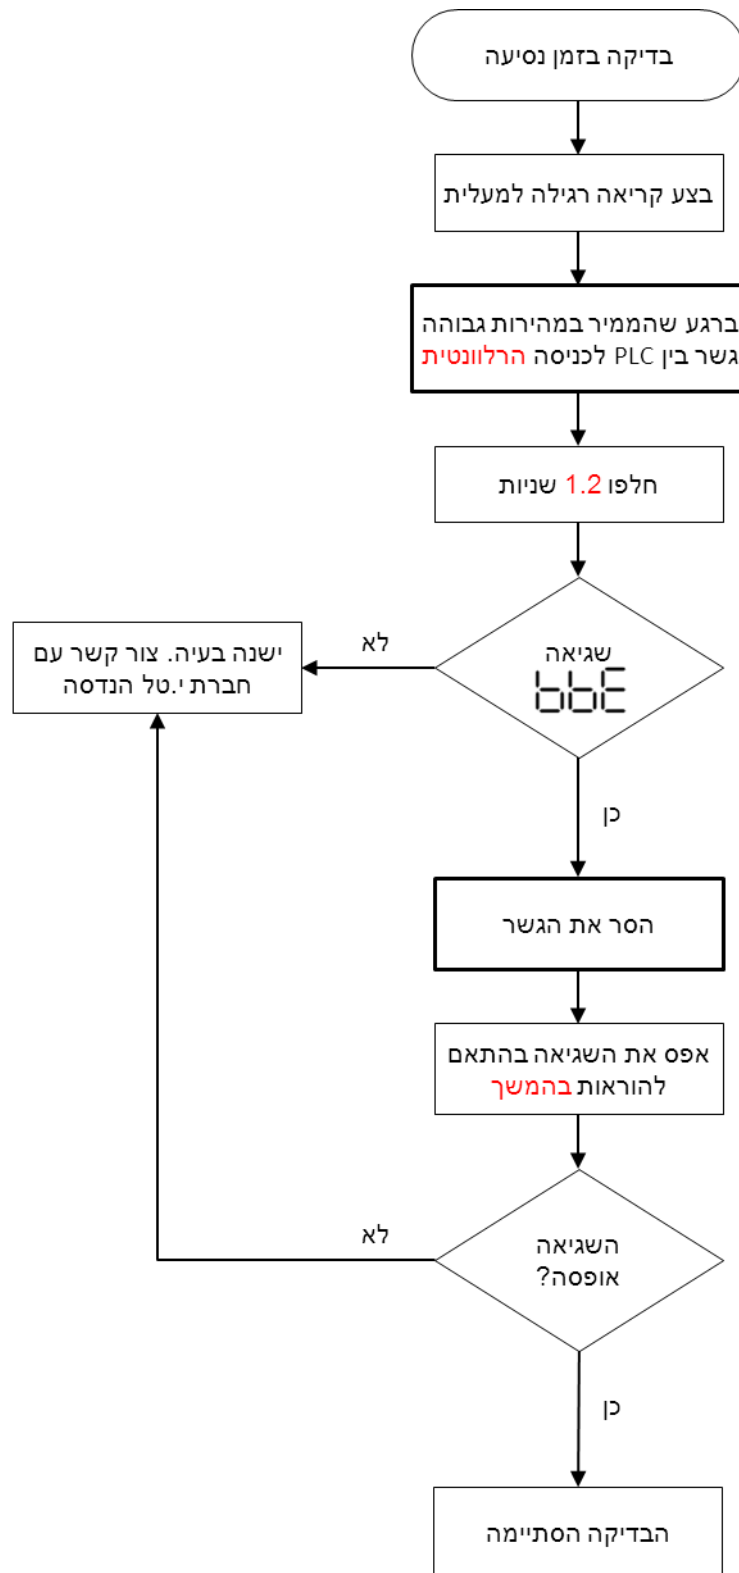 בדיקה בזמן נסיעה
בצע קריאה רגילה למעלית
ברגע שהממיר במהירות גבוהה
גשר בין PLC לכניסה הרלוונטית
חלפו 1.2 שניות
שגיאה
bbE
לא
ישנה בעיה. צור קשר עם
חברת י.טל הנדסה
כן
הסר את הגשר
אפס את השגיאה בהתאם
להוראות בהמשך
השגיאה
אופסה?
לא
כן
הבדיקה הסתיימה